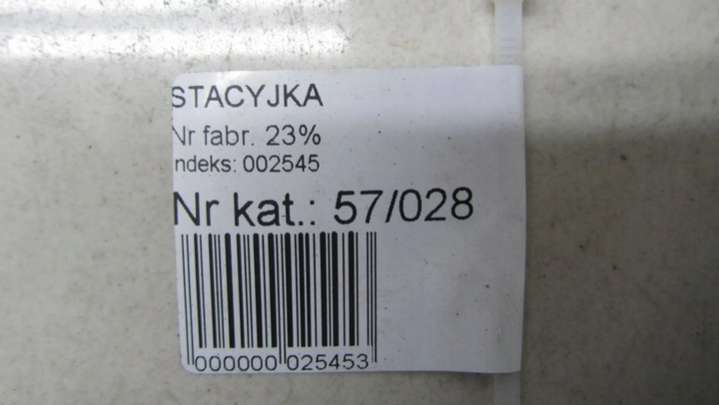 STACYJKA
Nr fabr. 23%
ndeks: 002545
Nr kat.: 57/028
000000 025453